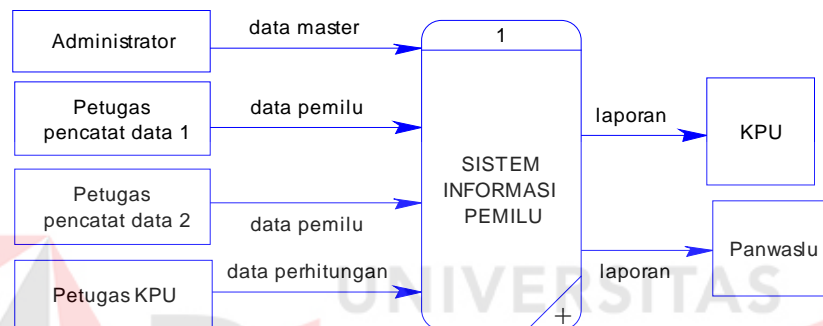 Administrator
data master
1
Petugas
pencatat data 1
data pemilu
laporan
KPU
SISTEM
INFORMASI
PEMILU
Petugas
pencatat data 2
data pemilu
Panwaslu
laporan
data perhitungan
Petugas KPU
UNIVERSITAS
+